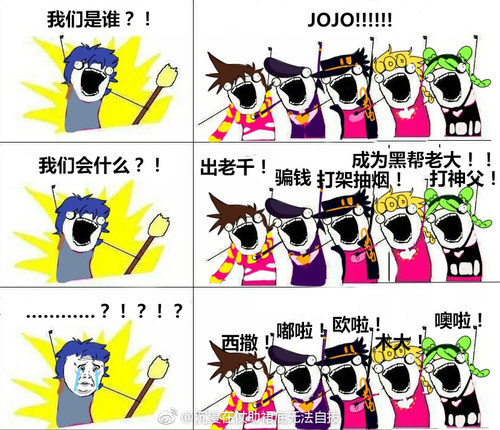 我们是谁？！
JOJO!!!!!!
我们会什么？！
出老千！
骗钱
打架抽烟！
成为黑帮老大！！
打神父！
…………？！？！？
西撒！
嘟啦！
欧啦！
木大！
噢啦！